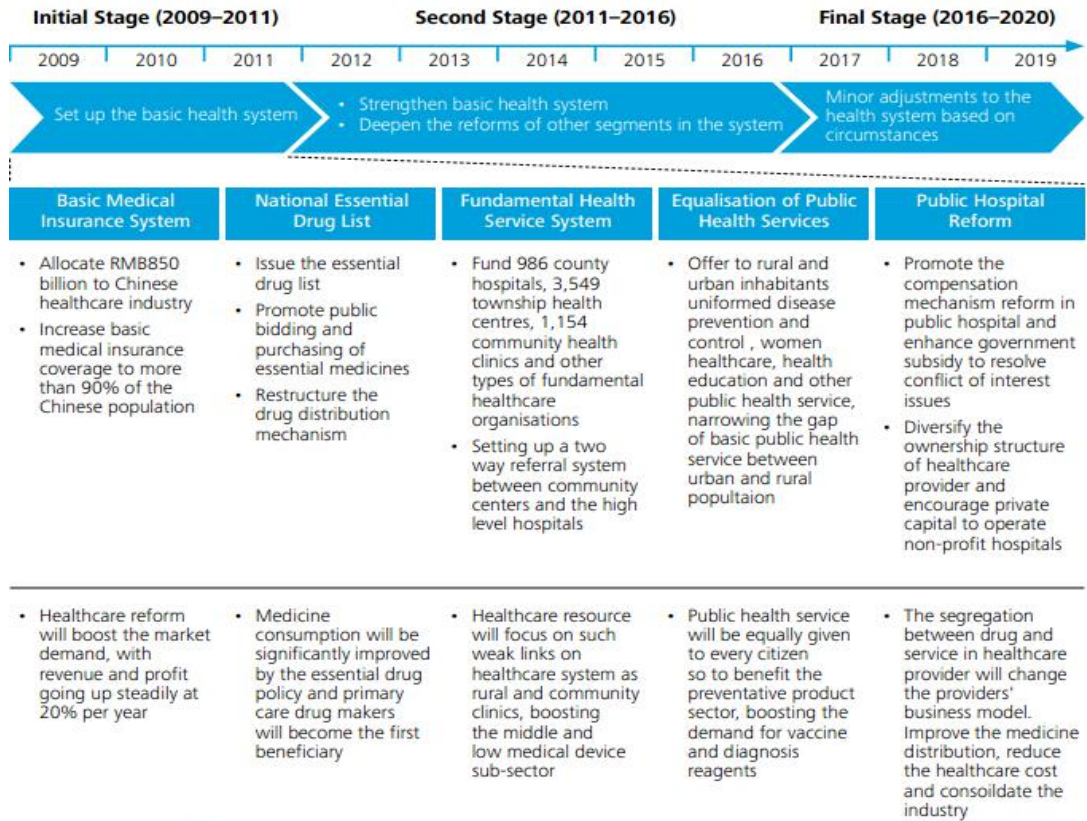 Initial Stage (2009–2011)
Second Stage (2011–2016)
Final Stage (2016–2020)
2009
2010
2011
2012
2013
2014
2015
2016
2017
2018
2019
Set up the basic health system
• Strengthen basic health system
• Deepen the reforms of other segments in the system
Minor adjustments to the
health system based on
circumstances
Basic Medical
Insurance System
• Allocate RMB850
billion to Chinese
healthcare industry
• Increase basic
medical insurance
coverage to more
than 90% of the
Chinese population
National Essential
Drug List
• Issue the essential
drug list
• Promote public
bidding and
purchasing of
essential medicines
• Restructure the
drug distribution
mechanism
Fundamental Health
Service System
• Fund 986 county
hospitals, 3,549
township health
centres, 1,154
community health
clinics and other
types of fundamental
healthcare
organisations
• Setting up a two
way referral system
between community
centers and the high
level hospitals
Equalisation of Public
Health Services
• Offer to rural and
urban inhabitants
uniformed disease
prevention and
control , women
healthcare, health
education and other
public health service,
narrowing the gap
of basic public health
service between
urban and rural
popultaion
Public Hospital
Reform
• Promote the
compensation
mechanism reform in
public hospital and
enhance government
subsidy to resolve
conflict of interest
issues
• Diversify the
ownership structure
of healthcare
provider and
encourage private
capital to operate
non-profit hospitals
• Healthcare reform
will boost the market
demand, with
revenue and profit
going up steadily at
20% per year
• Medicine
consumption will be
significantly improved
by the essential drug
policy and primary
care drug makers
will become the first
beneficiary
• Healthcare resource
will focus on such
weak links on
healthcare system as
rural and community
clinics, boosting
the middle and
low medical device
sub-sector
• Public health service
will be equally given
to every citizen
so to benefit the
preventative product
sector, boosting the
demand for vaccine
and diagnosis
reagents
• The segregation
between drug and
service in healthcare
provider will change
the providers'
business model.
Improve the medicine
distribution, reduce
the healthcare cost
and consoildate the
industry